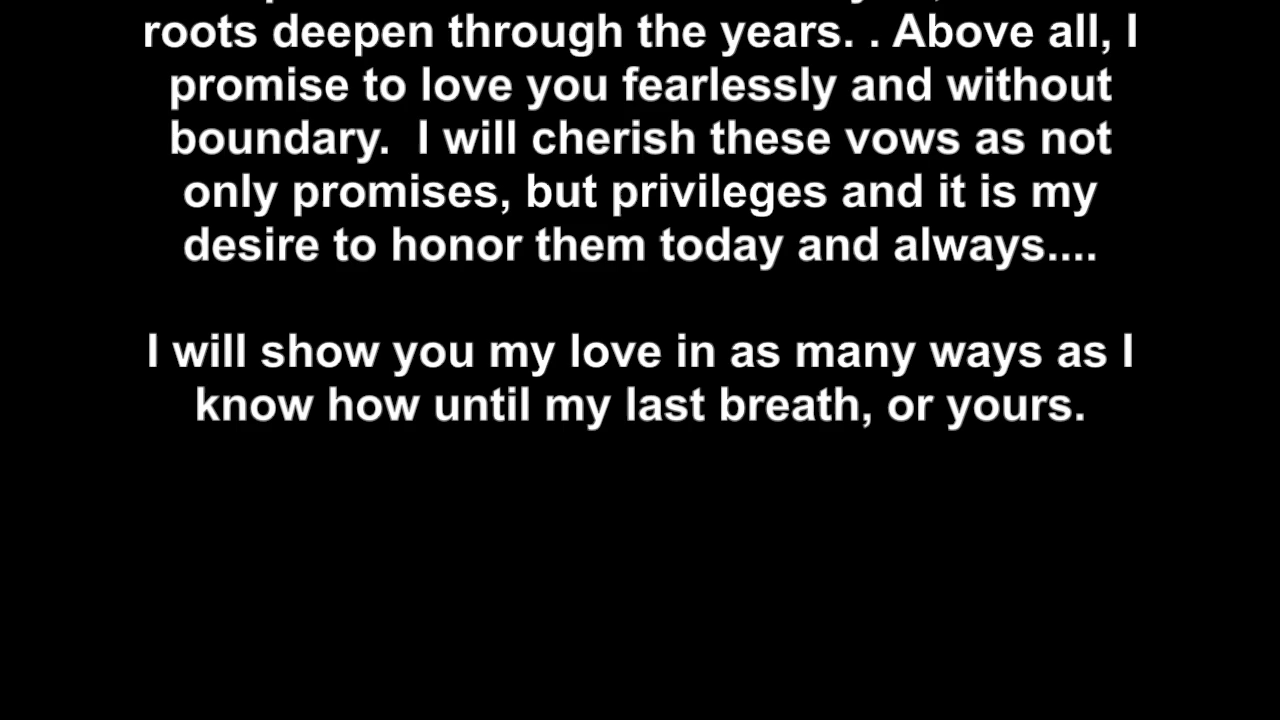 roots deepen through the years. . Above all, I
promise to love you fearlessly and without
boundary.  I will cherish these vows as not
only promises, but privileges and it is my
desire to honor them today and always....
I will show you my love in as many ways as I
know how until my last breath, or yours.